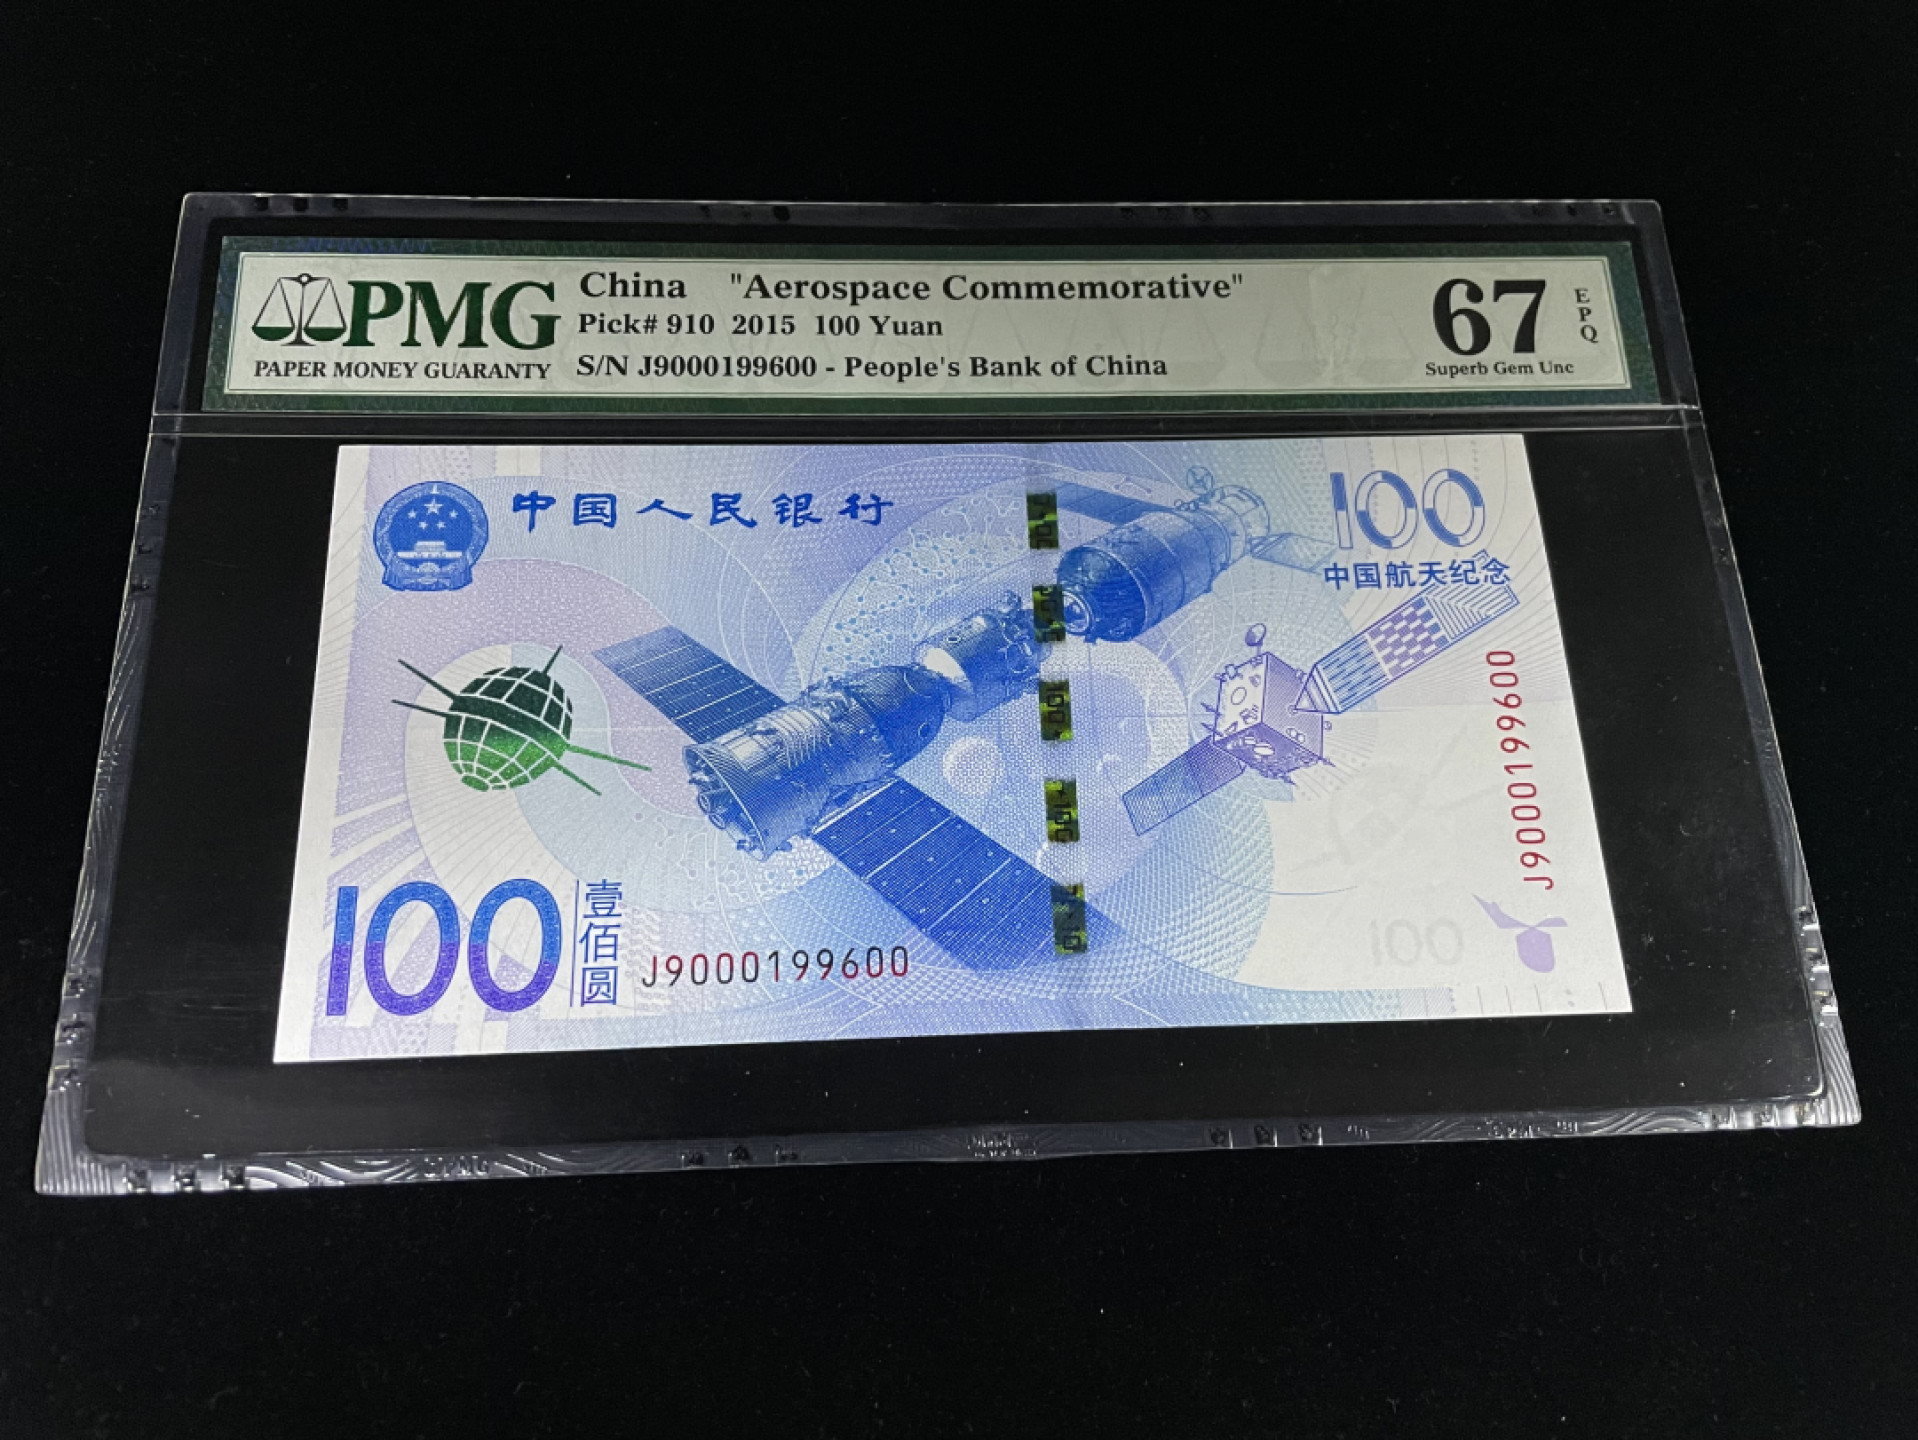 PMG
PAPER MONEY GUARANTY
China "Aerospace Commemorative"
Pick# 910 2015 100 Yuan
S/N J9000199600 - People's Bank of China
67
EPQ
Superb Gem Unc
中国人民银行
100
中国航天纪念
J9000199600
100
壹佰圆
J9000199600
100